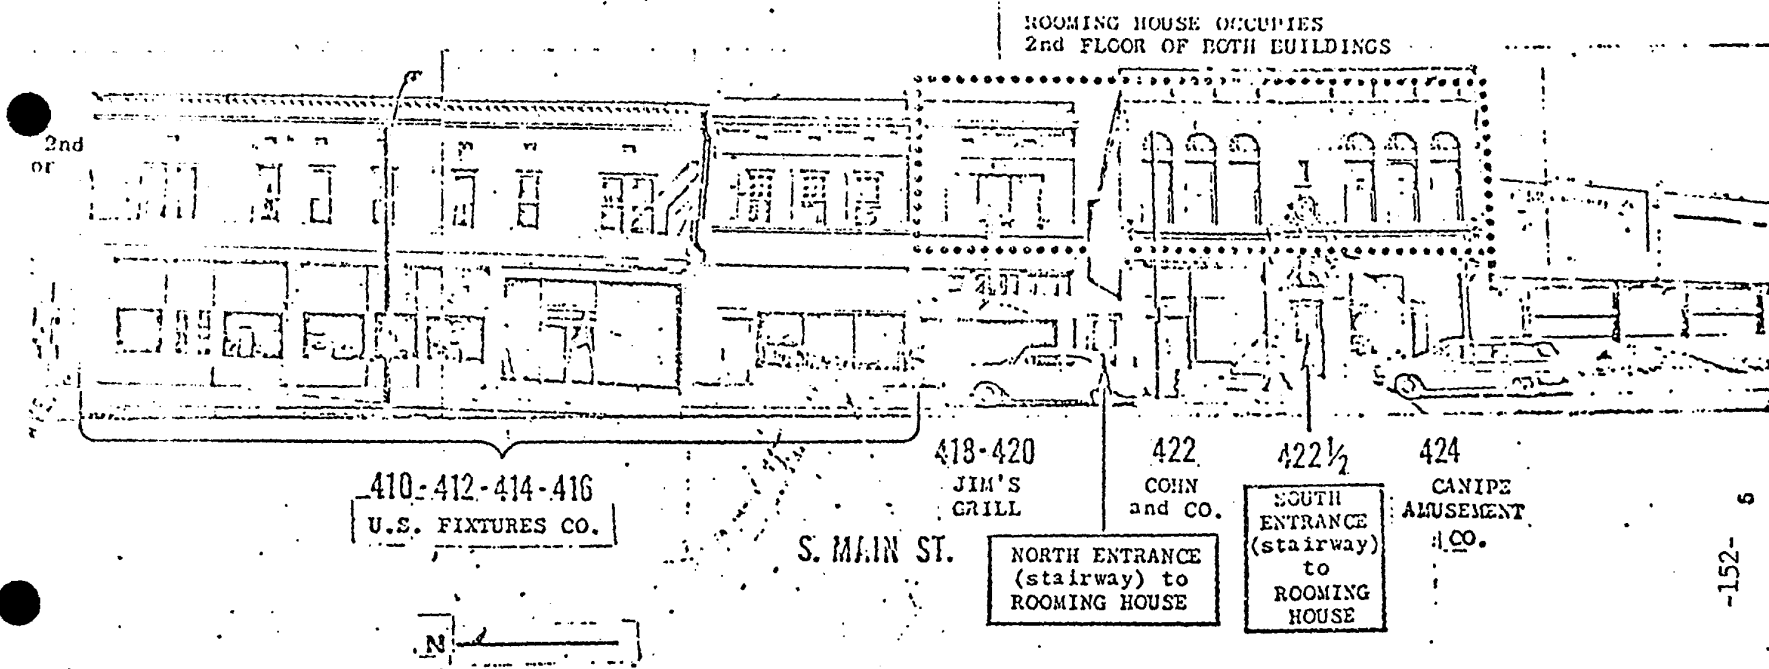 ROOMING HOUSE OCCUPIES
2nd FLOOR OF BOTH BUILDINGS
2nd
or
410-412-414-416
U.S. FIXTURES CO.
S. MAIN ST.
418-420
JIM'S
GRILL
NORTH ENTRANCE
(stairway) to
ROOMING HOUSE
422
COHN
and CO.
422½
SOUTH
ENTRANCE
(stairway)
to
ROOMING
HOUSE
424
CANIPE
AMUSEMENT
CO.
N
-152-
5